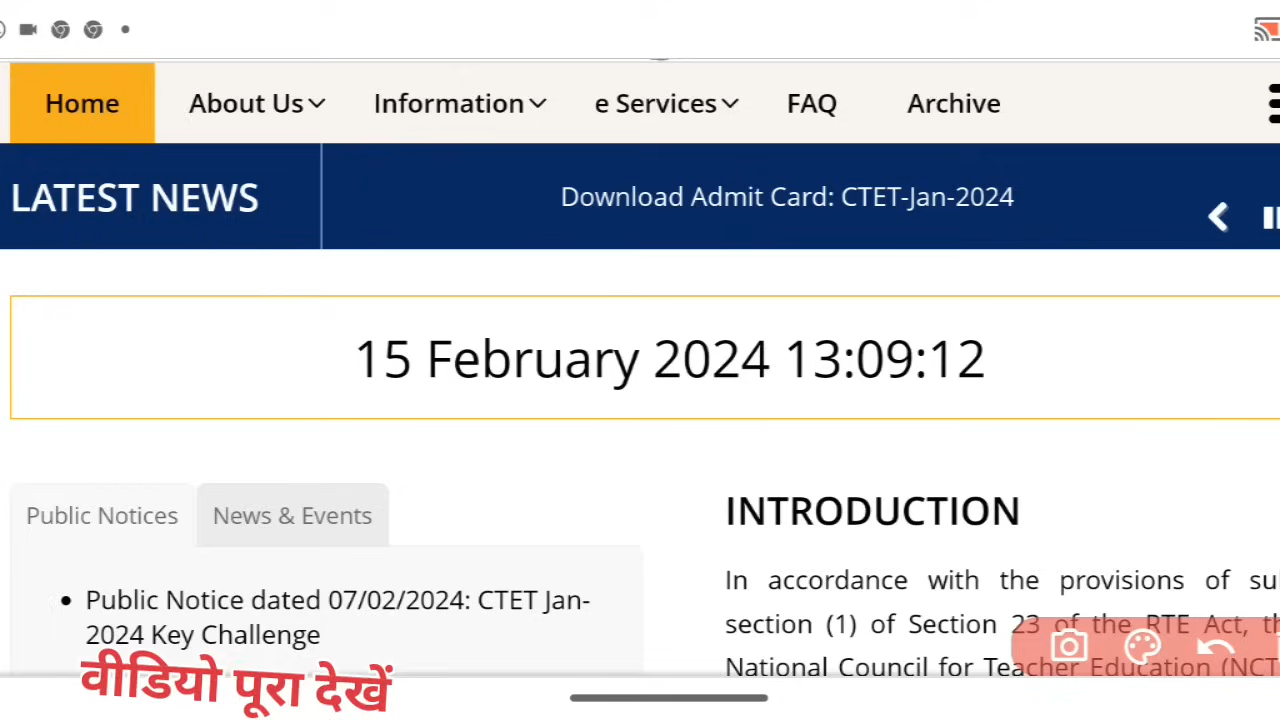 Home About Us Information e Services FAQ Archive
LATEST NEWS
Download Admit Card: CTET-Jan-2024
15 February 2024 13:09:12
Public Notices News & Events
Public Notice dated 07/02/2024: CTET Jan-
2024 Key Challenge
INTRODUCTION
In accordance with the provisions of
section (1) of Section 23 of the RTE Act,
National Council for Teacher Education (NCT
वीडियो पूरा देखें